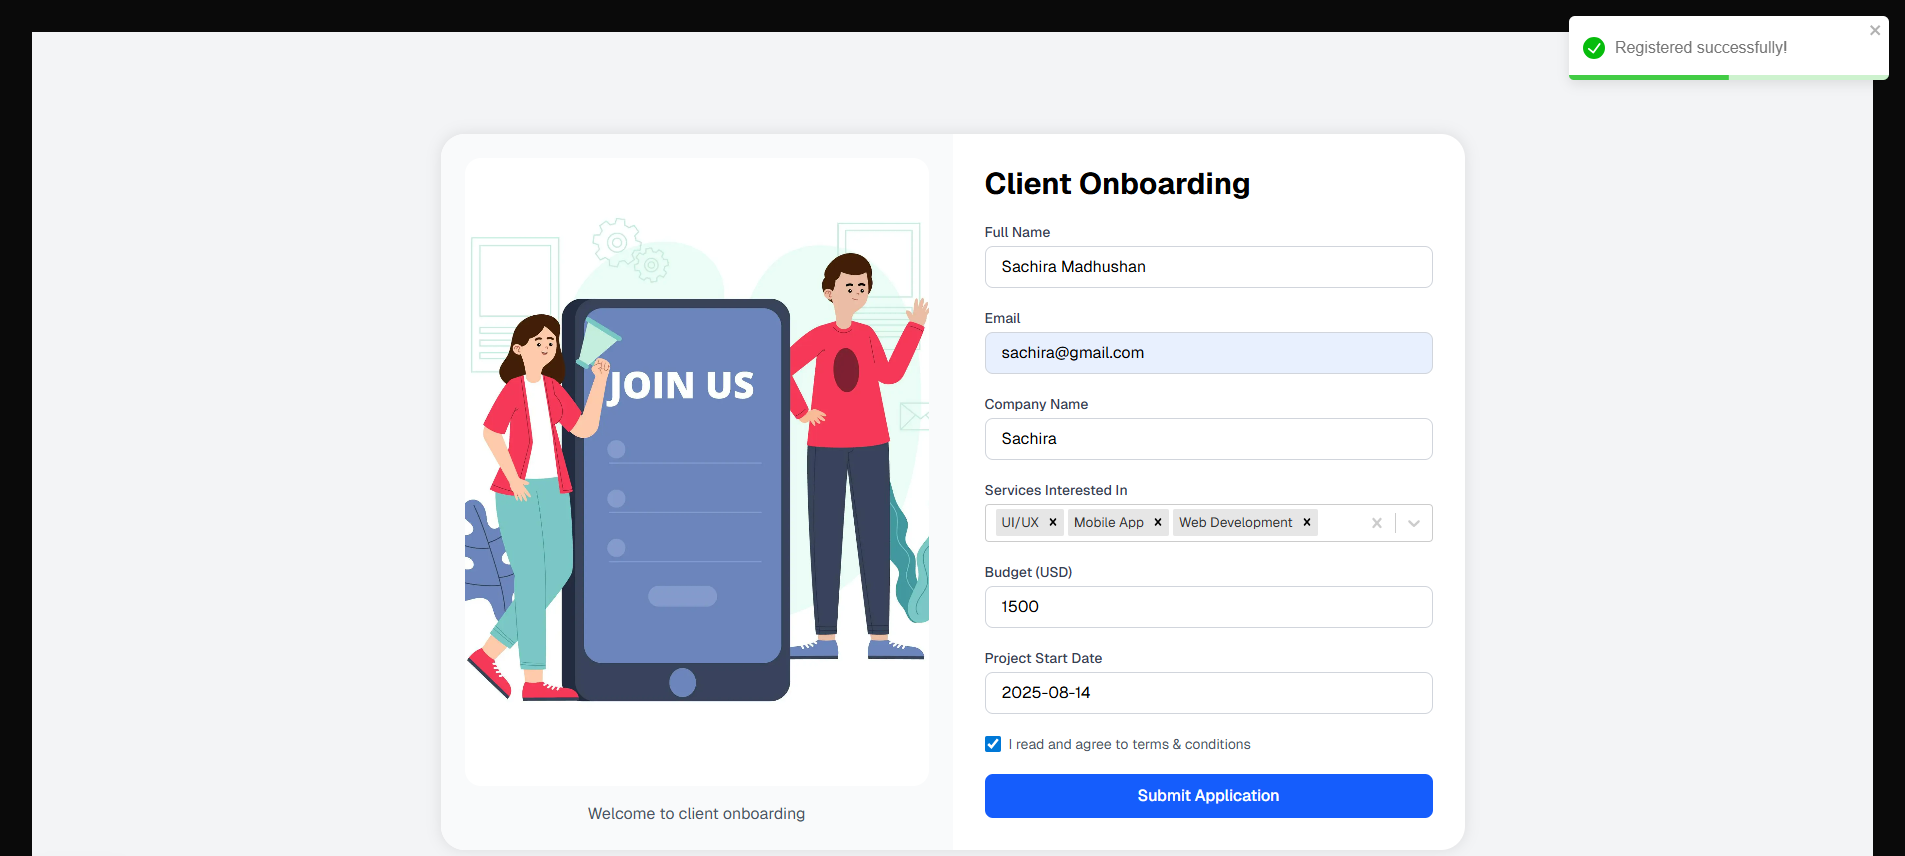 Registered successfully!
JOIN US
Welcome to client onboarding
Client Onboarding
Full Name
Sachira Madhushan
Email
sachira@gmail.com
Company Name
Sachira
Services Interested In
UI/UX Mobile App Web Development
Budget (USD)
1500
Project Start Date
2025-08-14
I read and agree to terms & conditions
Submit Application